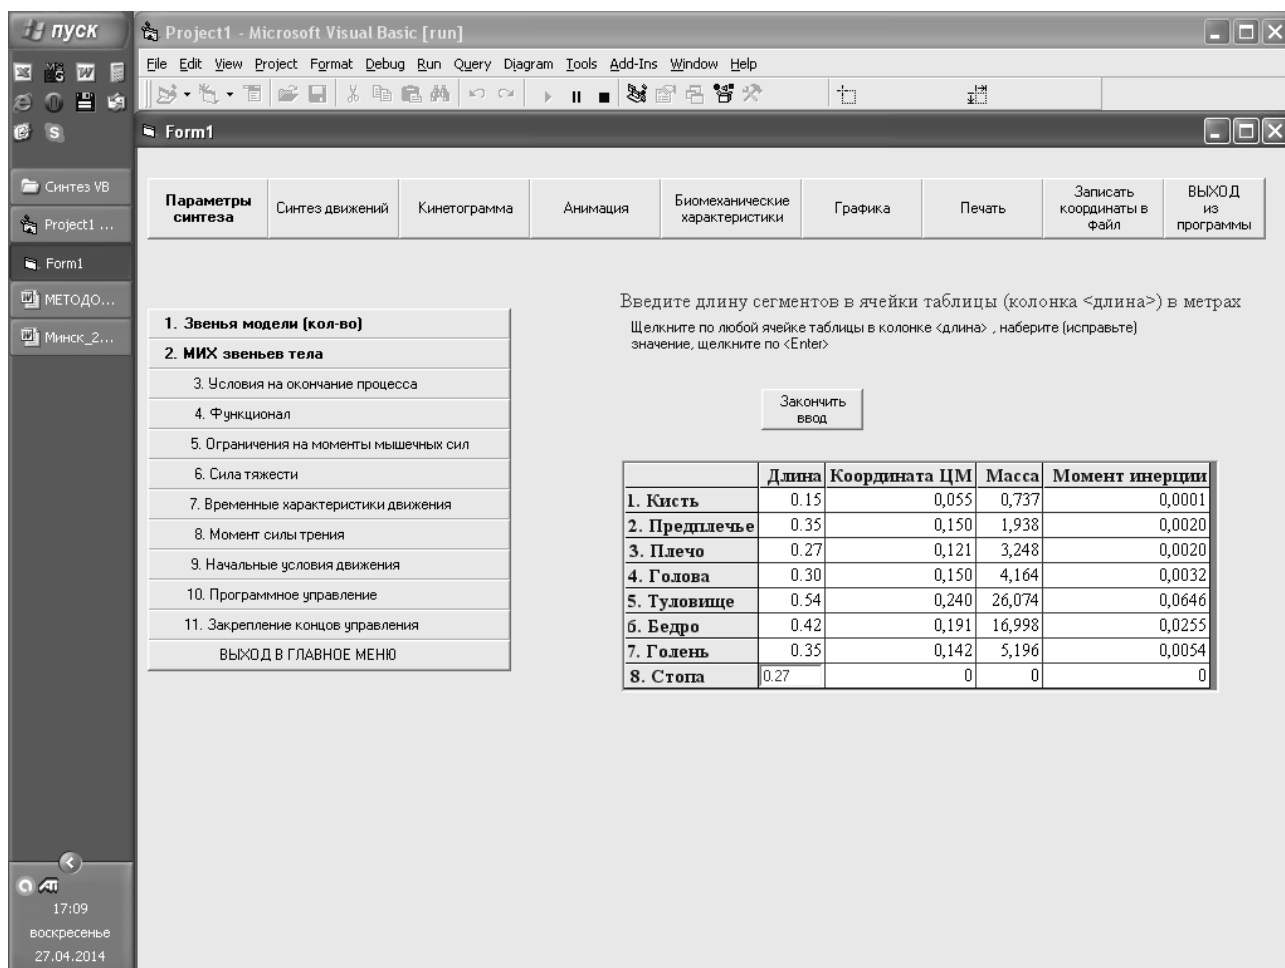 пуск
Project1 - Microsoft Visual Basic [run]
File Edit View Project Format Debug Run Query Diagram Tools Add-Ins Window Help
Form1
Синтез VB
Project1 ...
Form1
МЕТОДО...
Минск_2...
Параметры
синтеза
Синтез движений
Кинетограмма
Анимация
Биомеханические
характеристики
Графика
Печать
Записать
координаты в
файл
ВЫХОД
из
программы
1. Звенья модели (кол-во)
2. МИХ звеньев тела
3. Условия на окончание процесса
4. Функционал
5. Ограничения на моменты мышечных сил
6. Сила тяжести
7. Временные характеристики движения
8. Момент силы трения
9. Начальные условия движения
10. Программное управление
11. Закрепление концов управления
ВЫХОД В ГЛАВНОЕ МЕНЮ
Введите длину сегментов в ячейки таблицы (колонка <длина>) в метрах
Щелкните по любой ячейке таблицы в колонке <длина> , наберите (исправьте)
значение, щелкните по <Enter>
Закончить
ввод
Длина Координата ЦМ Масса Момент инерции
1. Кисть 0.15 0,055 0,737 0,0001
2. Предплечье 0.35 0,150 1,938 0,0020
3. Плечо 0.27 0,121 3,248 0,0020
4. Голова 0.30 0,150 4,164 0,0032
5. Туловище 0.54 0,240 26,074 0,0646
6. Бедро 0.42 0,191 16,998 0,0255
7. Голень 0.35 0,142 5,196 0,0054
8. Стопа 0.27 0 0 0
17:09
воскресенье
27.04.2014